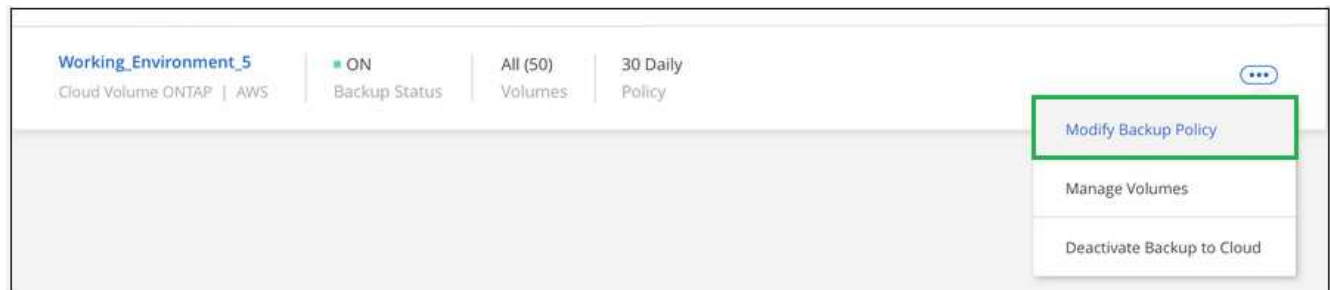 Working_Environment_5
Cloud Volume ONTAP | AWS
ON
Backup Status
All (50)
Volumes
30 Daily
Policy
Modify Backup Policy
Manage Volumes
Deactivate Backup to Cloud